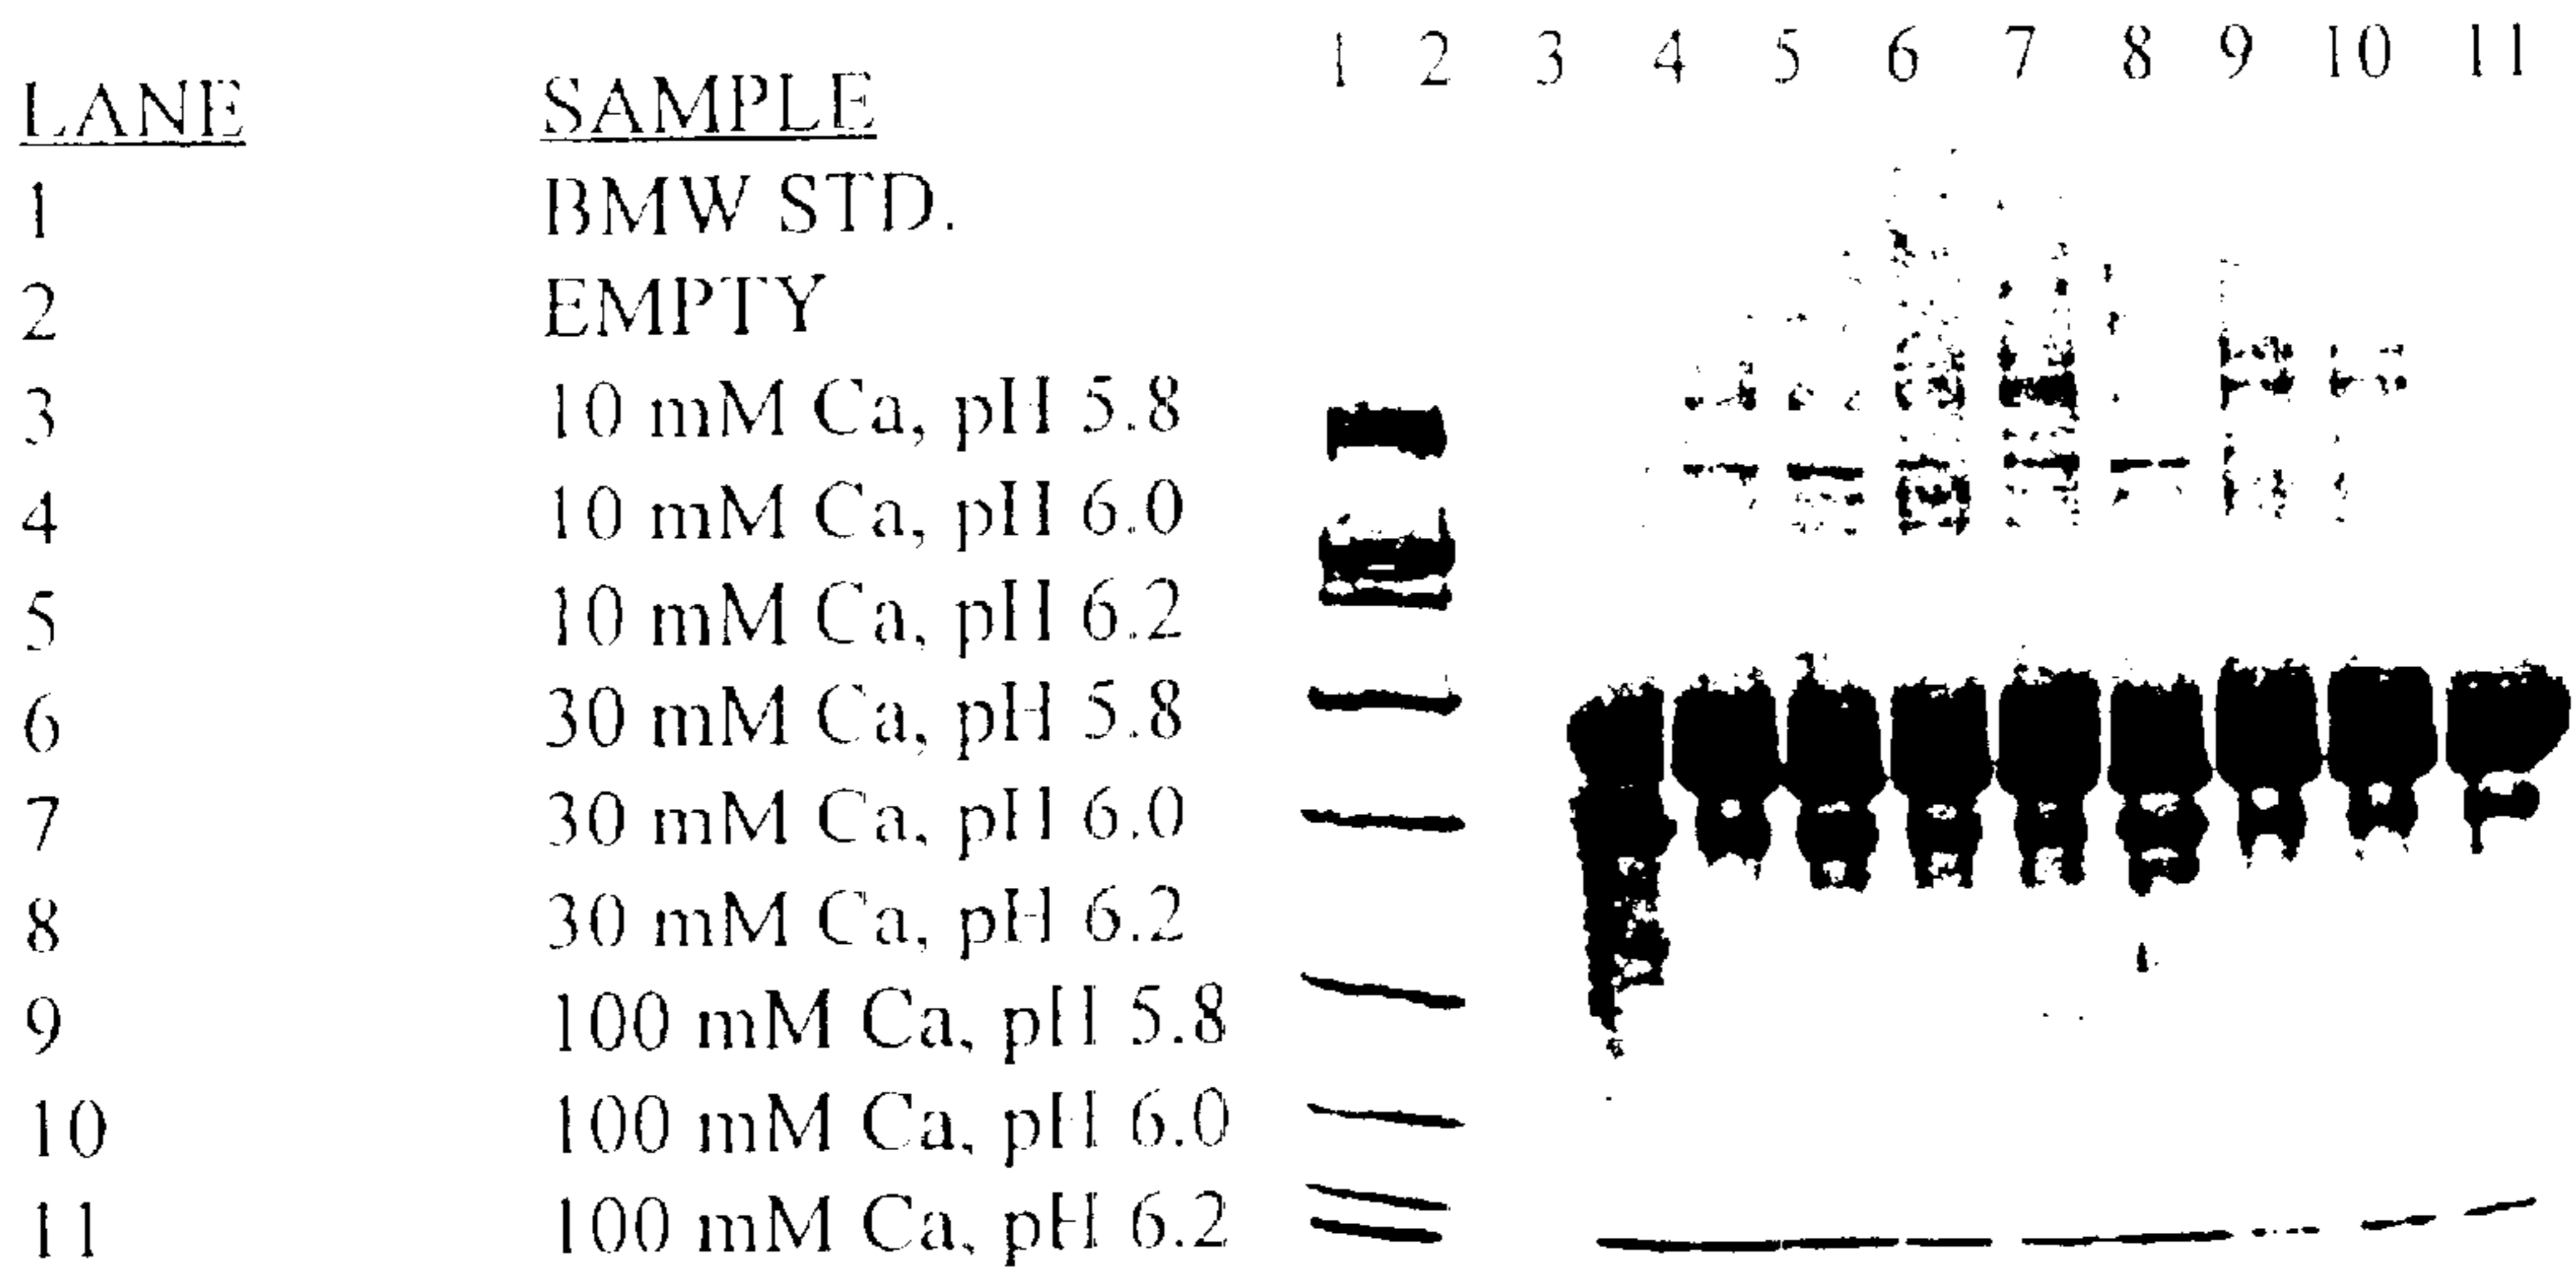 1 2 3 4 5 6 7 8 9 10 11
LANE SAMPLE
1 BMW STD.
2 EMPTY
3 10 mM Ca, pH 5.8
4 10 mM Ca, pH 6.0
5 10 mM Ca, pH 6.2
6 30 mM Ca, pH 5.8
7 30 mM Ca, pH 6.0
8 30 mM Ca, pH 6.2
9 100 mM Ca, pH 5.8
10 100 mM Ca, pH 6.0
11 100 mM Ca, pH 6.2